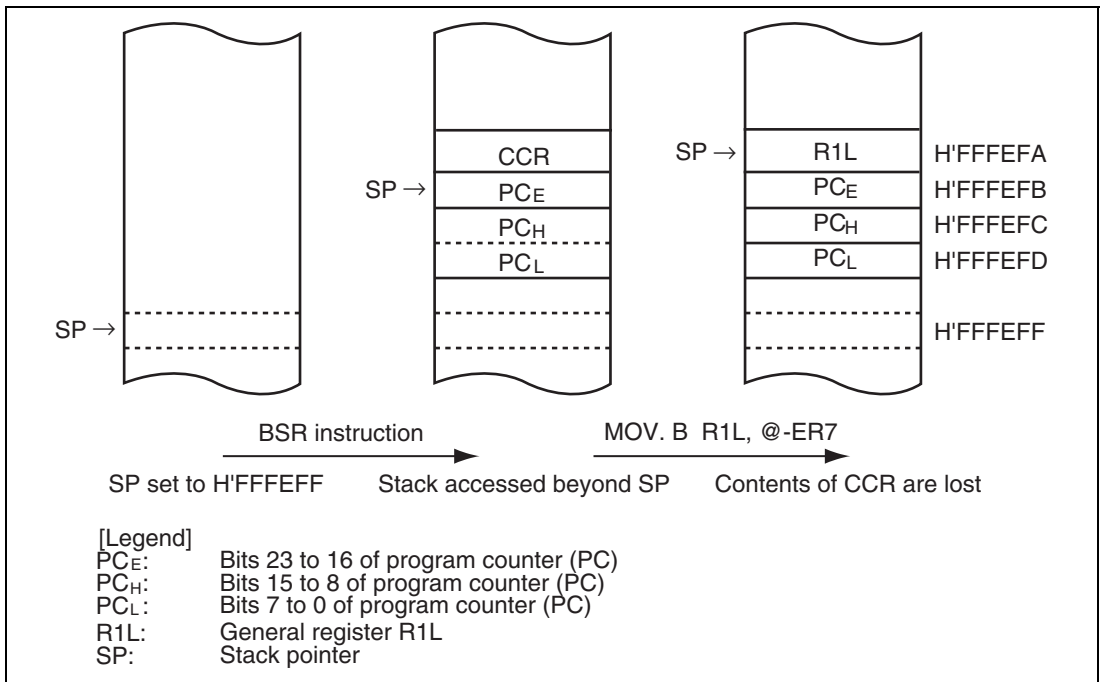 CCR
SP →
R1L
H'FFFEFA
SP →
PCE
PCE
H'FFFEFB
PCH
PCH
H'FFFEFC
PCL
PCL
H'FFFEFD
SP →
H'FFFEFF
BSR instruction
MOV. B R1L, @-ER7
SP set to H'FFFEFF
Stack accessed beyond SP
Contents of CCR are lost
[Legend]
PCE: Bits 23 to 16 of program counter (PC)
PCH: Bits 15 to 8 of program counter (PC)
PCL: Bits 7 to 0 of program counter (PC)
R1L: General register R1L
SP: Stack pointer